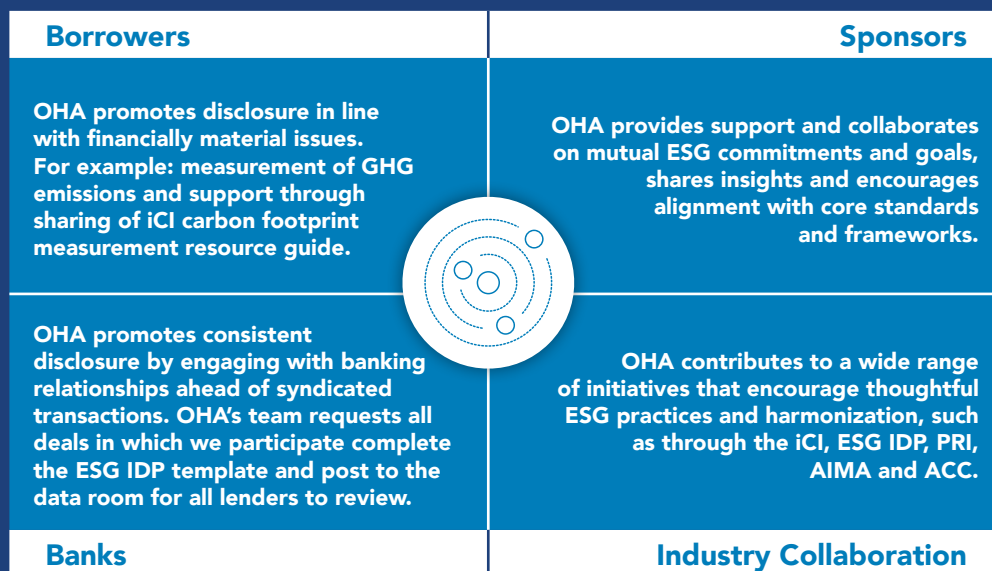 Borrowers
OHA promotes disclosure in line
with financially material issues.
For example: measurement of GHG
emissions and support through
sharing of iCI carbon footprint
measurement resource guide.
Sponsors
OHA provides support and collaborates
on mutual ESG commitments and goals,
shares insights and encourages
alignment with core standards
and frameworks.
OHA promotes consistent
disclosure by engaging with banking
relationships ahead of syndicated
transactions. OHA’s team requests all
deals in which we participate complete
the ESG IDP template and post to the
data room for all lenders to review.
Banks
OHA contributes to a wide range
of initiatives that encourage thoughtful
ESG practices and harmonization, such
as through the iCI, ESG IDP, PRI,
AIMA and ACC.
Industry Collaboration